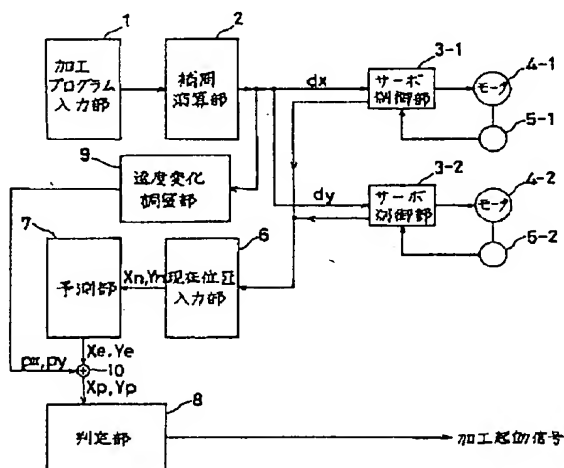 1
加工
プログラム
入力部
2
補間
演算部
dx
3-1
サーボ
制御部
4-1
モータ
5-1
9
速度変化
調整部
dy
3-2
サーボ
制御部
4-2
モータ
5-2
7
予測部
Xn,Yn
6
現在位置
入力部
Xe,Ye
px,py
10
Xp,Yp
8
判定部
加工起動信号